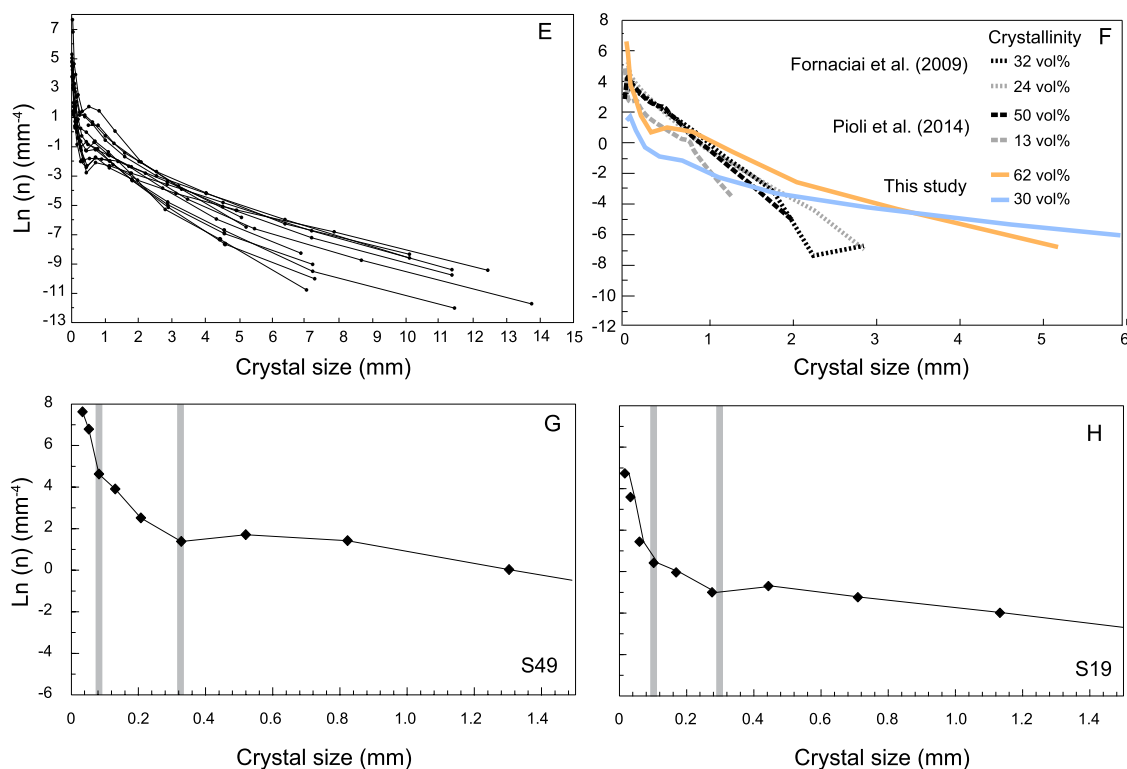 E
Ln (n) (mm-4)
7
5
3
1
-1
-3
-5
-7
-9
-11
-13
0 1 2 3 4 5 6 7 8 9 10 11 12 13 14 15
Crystal size (mm)
F
Crystallinity
Fornaciai et al. (2009)
32 vol%
24 vol%
Pioli et al. (2014)
50 vol%
13 vol%
This study
62 vol%
30 vol%
8
6
4
2
0
-2
-4
-6
-8
-10
-12
0 1 2 3 4 5 6
Crystal size (mm)
G
Ln (n) (mm-4)
8
6
4
2
0
-2
-4
-6
S49
0 0.2 0.4 0.6 0.8 1.0 1.2 1.4
Crystal size (mm)
H
S19
0 0.2 0.4 0.6 0.8 1.0 1.2 1.4
Crystal size (mm)